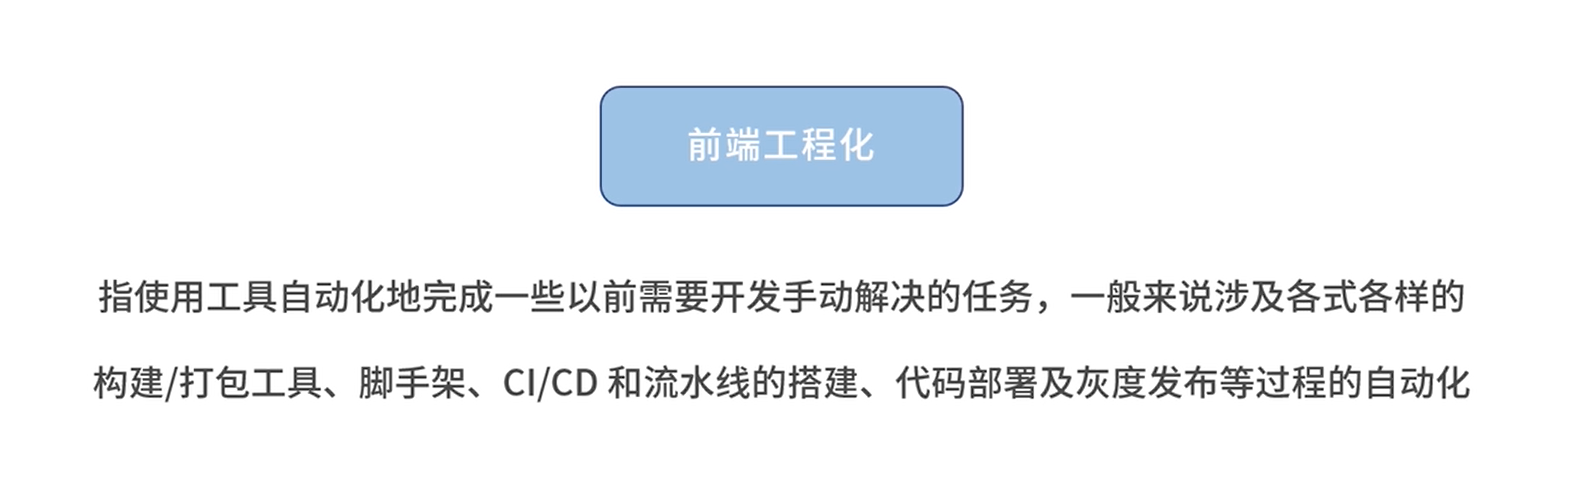 前端工程化
指使用工具自动化地完成一些以前需要开发手动解决的任务，一般来说涉及各式各样的
构建/打包工具、脚手架、CI/CD 和流水线的搭建、代码部署及灰度发布等过程的自动化